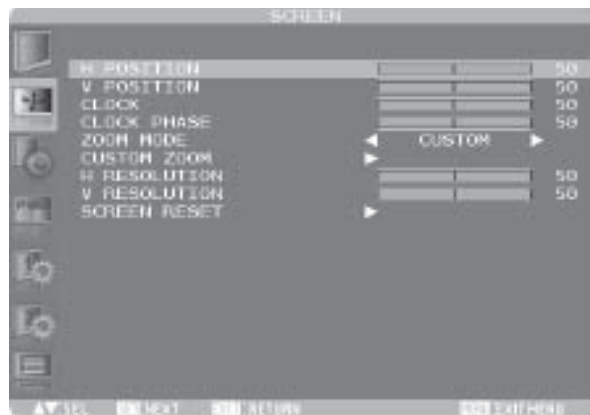 SCREEN
H POSITION 50
V POSITION 50
CLOCK 50
CLOCK PHASE 50
ZOOM MODE CUSTOM
CUSTOM ZOOM
H RESOLUTION 50
V RESOLUTION 50
SCREEN RESET
SEL NEXT RETURN EXIT MENU